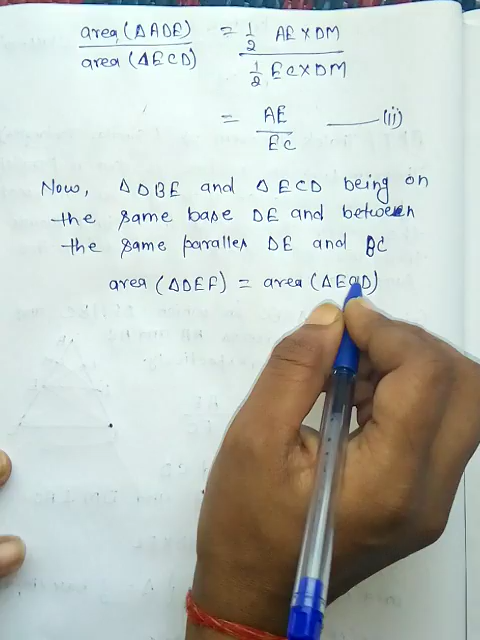 area (ΔADE) = 1/2 AE × DM
area (ΔECD) 1/2 EC × DM
= AE/EC —— (ii)
Now, ΔDBE and ΔECD being on
the same base DE and between
the same paralles DE and BC
area (ΔDEF) = area (ΔECD)